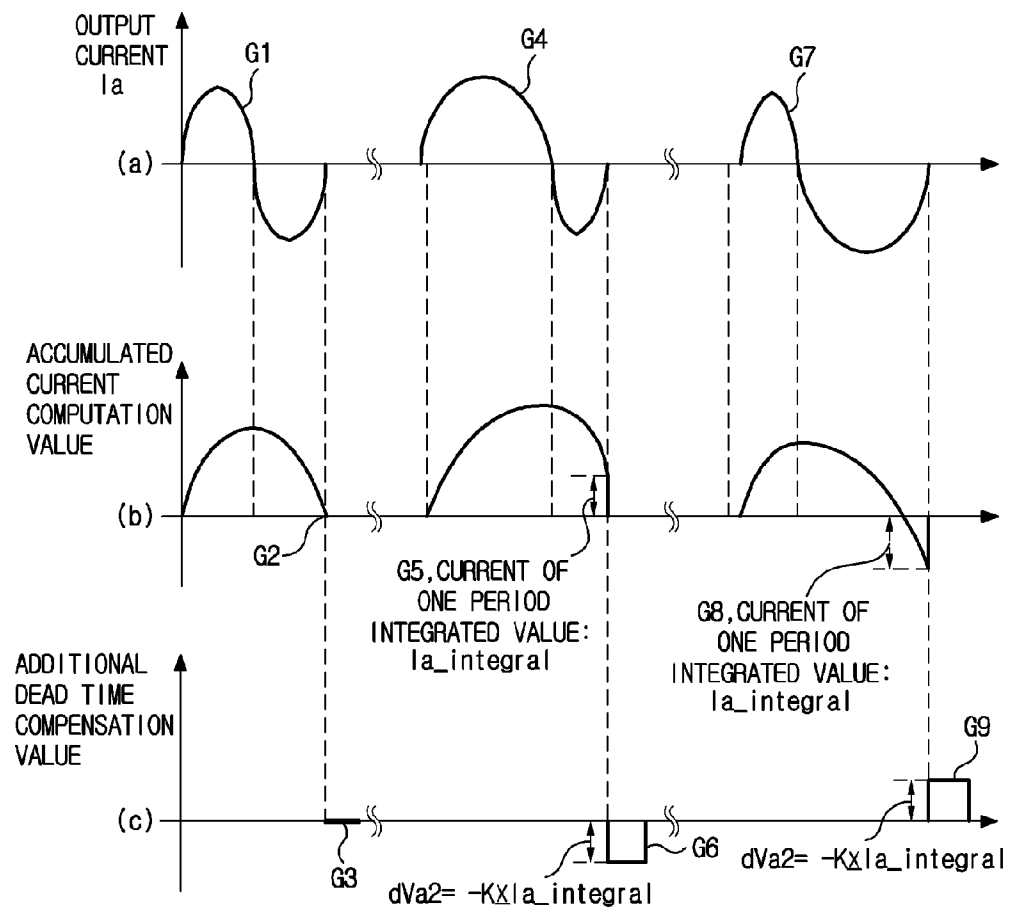 OUTPUT
CURRENT
Ia
G1
G4
G7
(a)
ACCUMULATED
CURRENT
COMPUTATION
VALUE
(b)
G2
G5,CURRENT OF
ONE PERIOD
INTEGRATED VALUE:
Ia_integral
G8,CURRENT OF
ONE PERIOD
INTEGRATED VALUE:
Ia_integral
ADDITIONAL
DEAD TIME
COMPENSATION
VALUE
G9
(c)
G3
G6
dVa2= -KxIa_integral
dVa2= -KxIa_integral